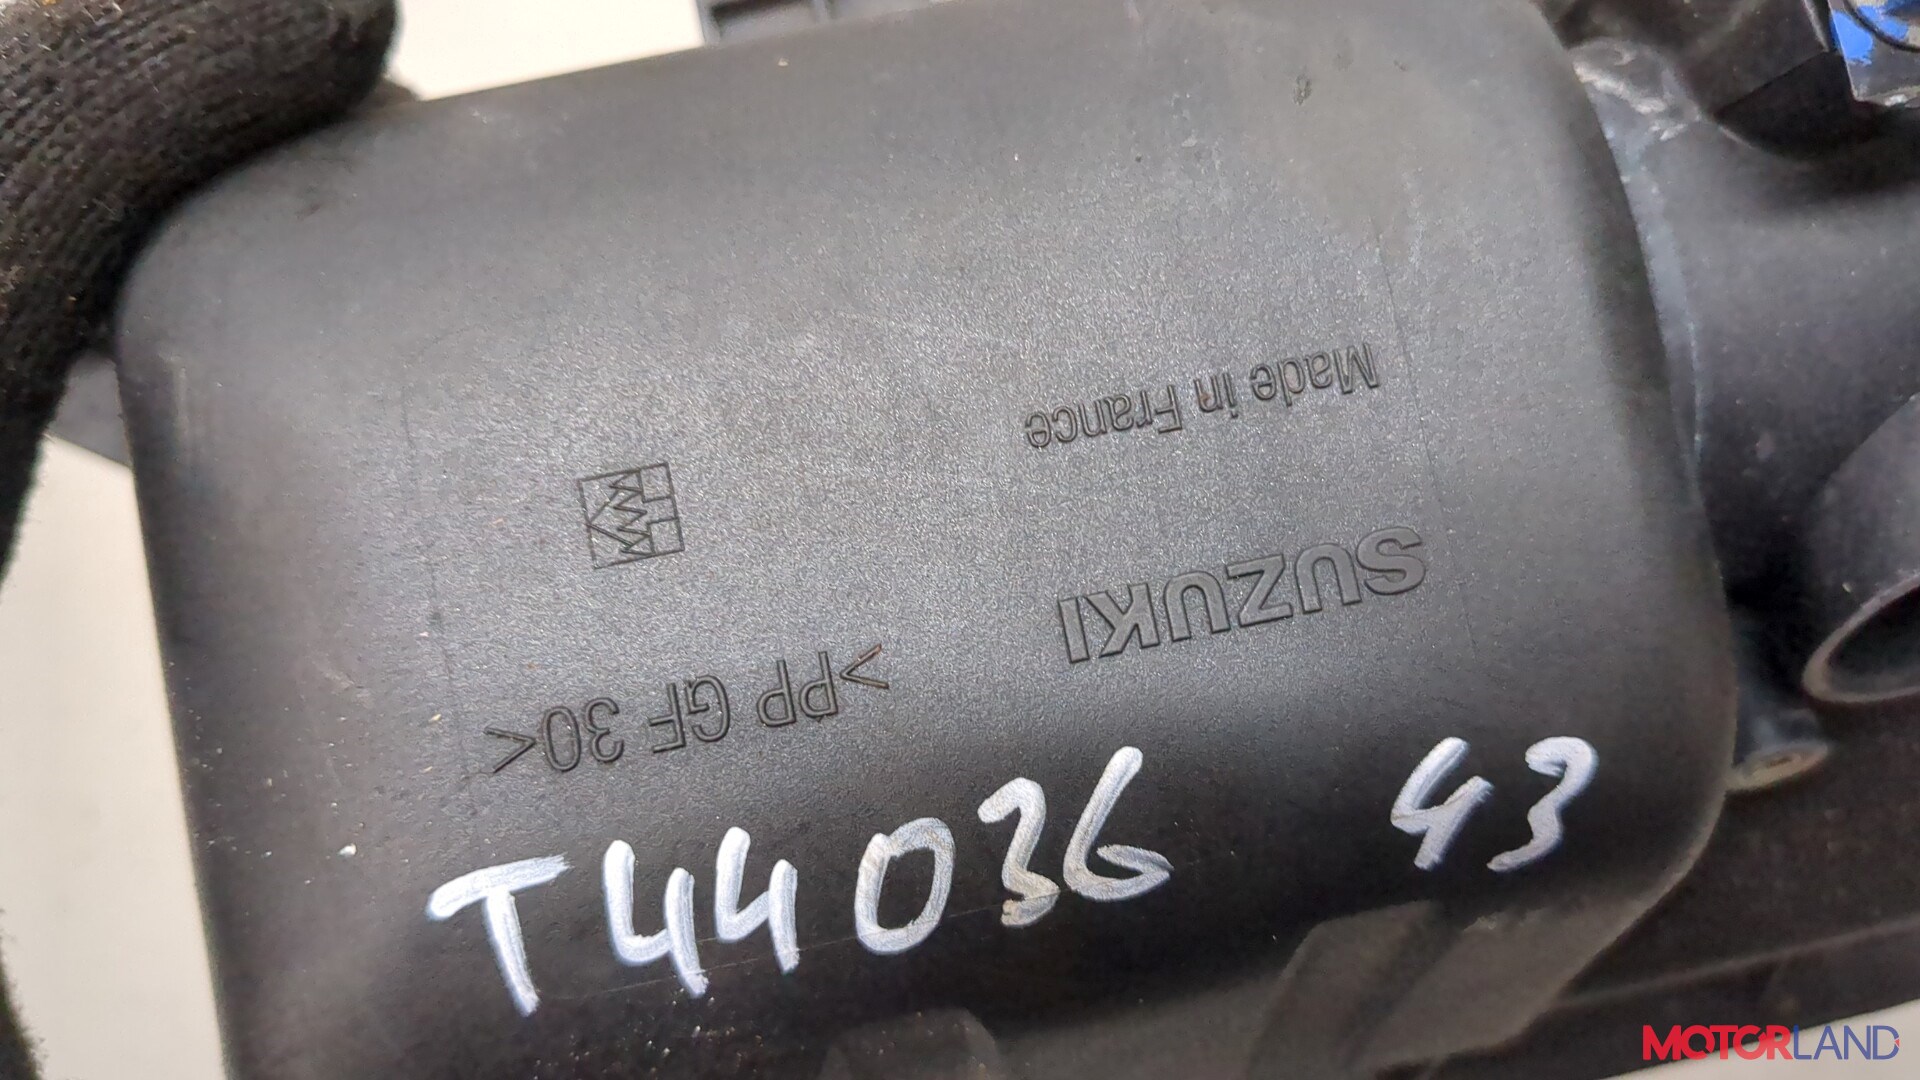 Made in France
SUZUKI
>PP GF 30<
T44036 43
MOTORLAND